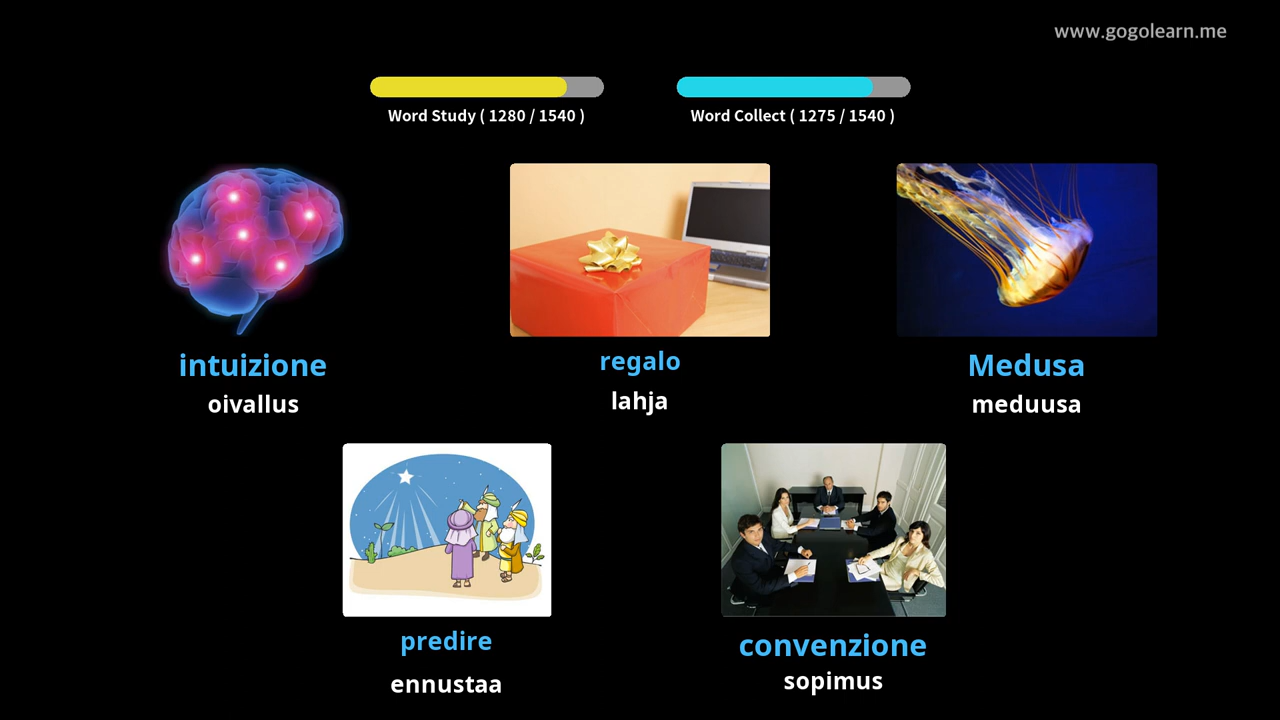 www.gogolearn.me
Word Study ( 1280 / 1540 )
Word Collect ( 1275 / 1540 )
intuizione
oivallus
regalo
lahja
Medusa
meduusa
predire
ennustaa
convenzione
sopimus